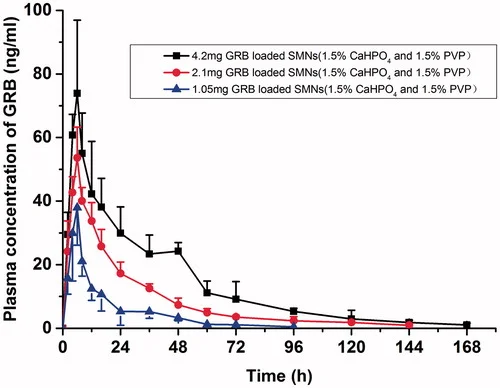 100
80
60
40
20
0
Plasma concentration of GRB (ng/ml)
4.2mg GRB loaded SMNs(1.5% CaHPO₄ and 1.5% PVP）
2.1mg GRB loaded SMNs(1.5% CaHPO₄ and 1.5% PVP）
1.05mg GRB loaded SMNs(1.5% CaHPO₄ and 1.5% PVP）
0 24 48 60 72 96 120 144 168
Time (h)